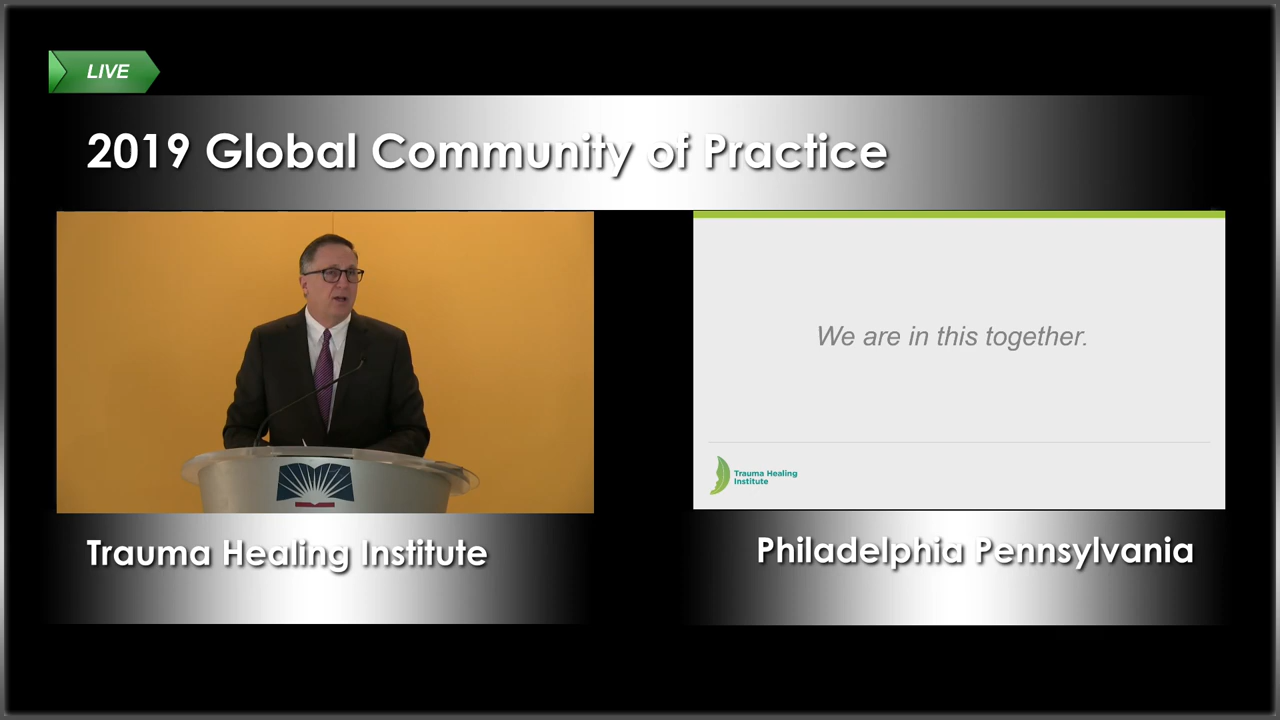 LIVE
2019 Global Community of Practice
We are in this together.
Trauma Healing
Institute
Trauma Healing Institute
Philadelphia Pennsylvania